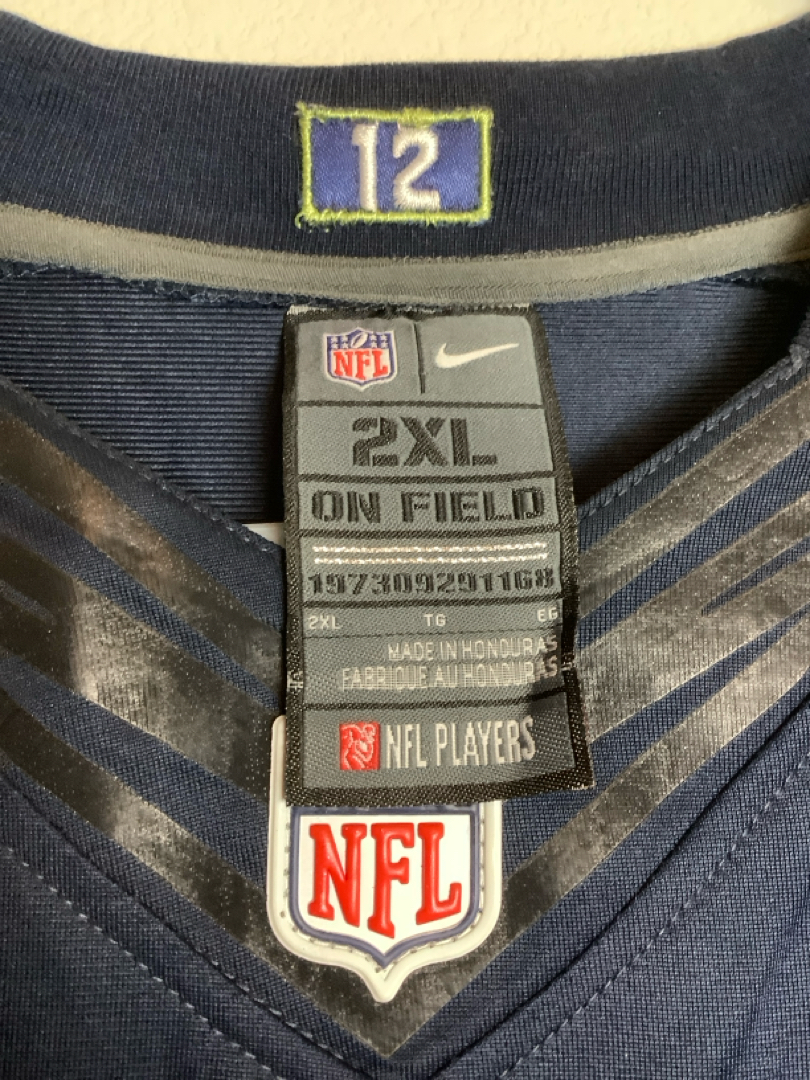 12
NFL
2XL
ON FIELD
197309291168
2XL TG EG
MADE IN HONDURAS
FABRIQUE AU HONDURAS
NFL PLAYERS
NFL